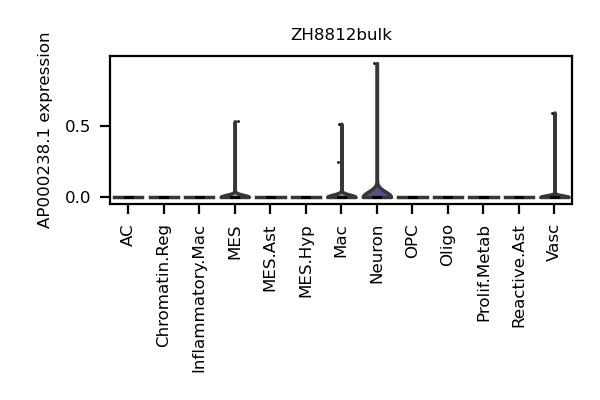 ZH8812bulk
AP000238.1 expression
0.5
0.0
AC
Chromatin.Reg
Inflammatory.Mac
MES
MES.Ast
MES.Hyp
Mac
Neuron
OPC
Oligo
Prolif.Metab
Reactive.Ast
Vasc